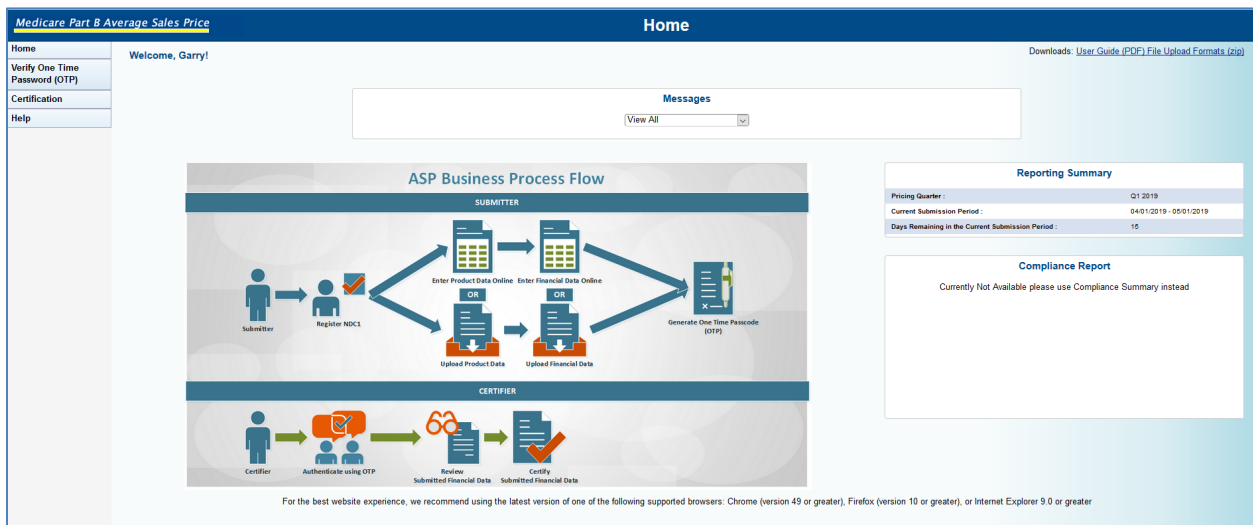 Medicare Part B Average Sales Price
Home
Home
Verify One Time
Password (OTP)
Certification
Help
Welcome, Garry!
Downloads: User Guide (PDF) File Upload Formats (zip)
Messages
View All
ASP Business Process Flow
SUBMITTER
Submitter
Register NDC1
Enter Product Data Online
Enter Financial Data Online
OR
OR
Upload Product Data
Upload Financial Data
Generate One Time Passcode
(OTP)
CERTIFIER
Certifier
Authenticate using OTP
Review
Submitted Financial Data
Certify
Submitted Financial Data
Reporting Summary
Pricing Quarter : Q1 2019
Current Submission Period : 04/01/2019 - 05/01/2019
Days Remaining in the Current Submission Period : 15
Compliance Report
Currently Not Available please use Compliance Summary instead
For the best website experience, we recommend using the latest version of one of the following supported browsers: Chrome (version 49 or greater), Firefox (version 10 or greater), or Internet Explorer 9.0 or greater